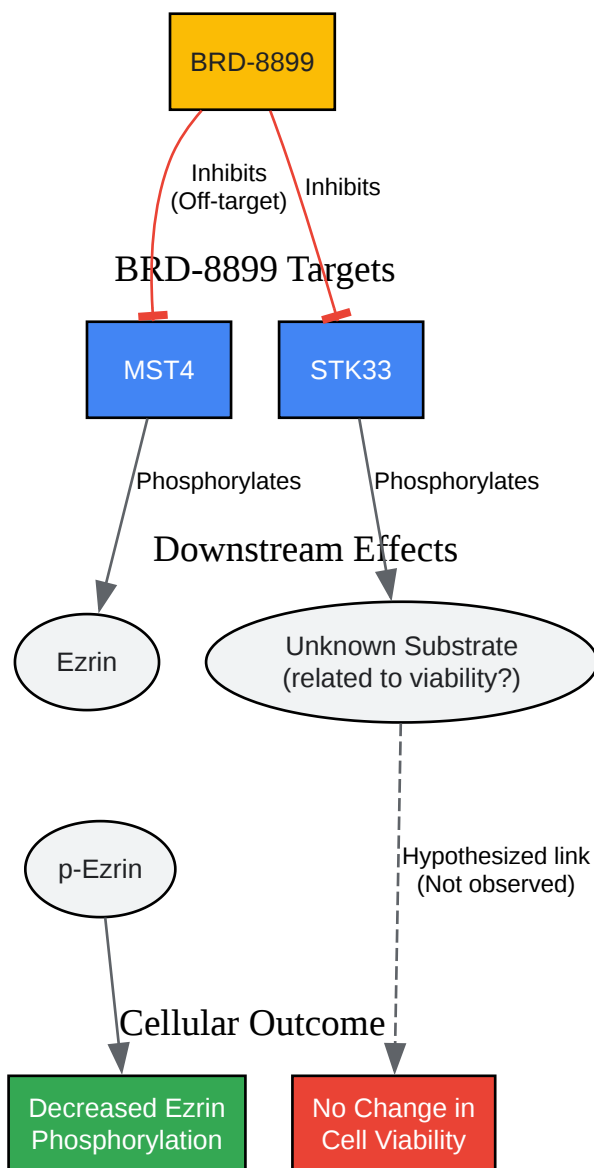 BRD-8899
Inhibits
(Off-target)
Inhibits
BRD-8899 Targets
MST4
STK33
Phosphorylates
Phosphorylates
Downstream Effects
Ezrin
Unknown Substrate
(related to viability?)
p-Ezrin
Hypothesized link
(Not observed)
Cellular Outcome
Decreased Ezrin
Phosphorylation
No Change in
Cell Viability